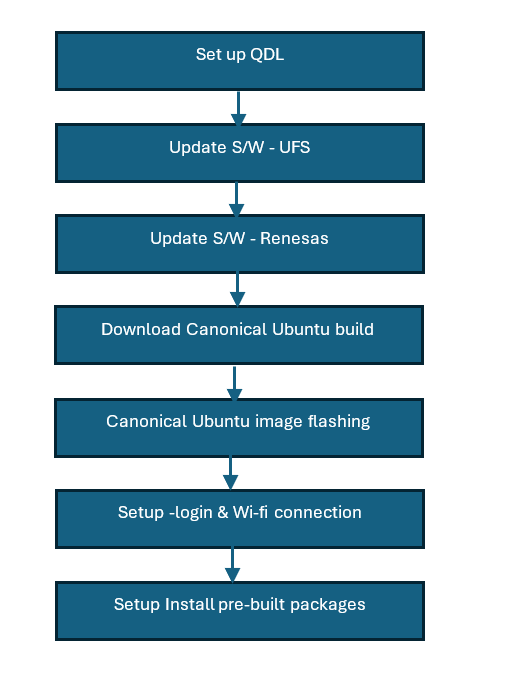 Set up QDL
Update S/W - UFS
Update S/W - Renesas
Download Canonical Ubuntu build
Canonical Ubuntu image flashing
Setup -login & Wi-fi connection
Setup Install pre-built packages